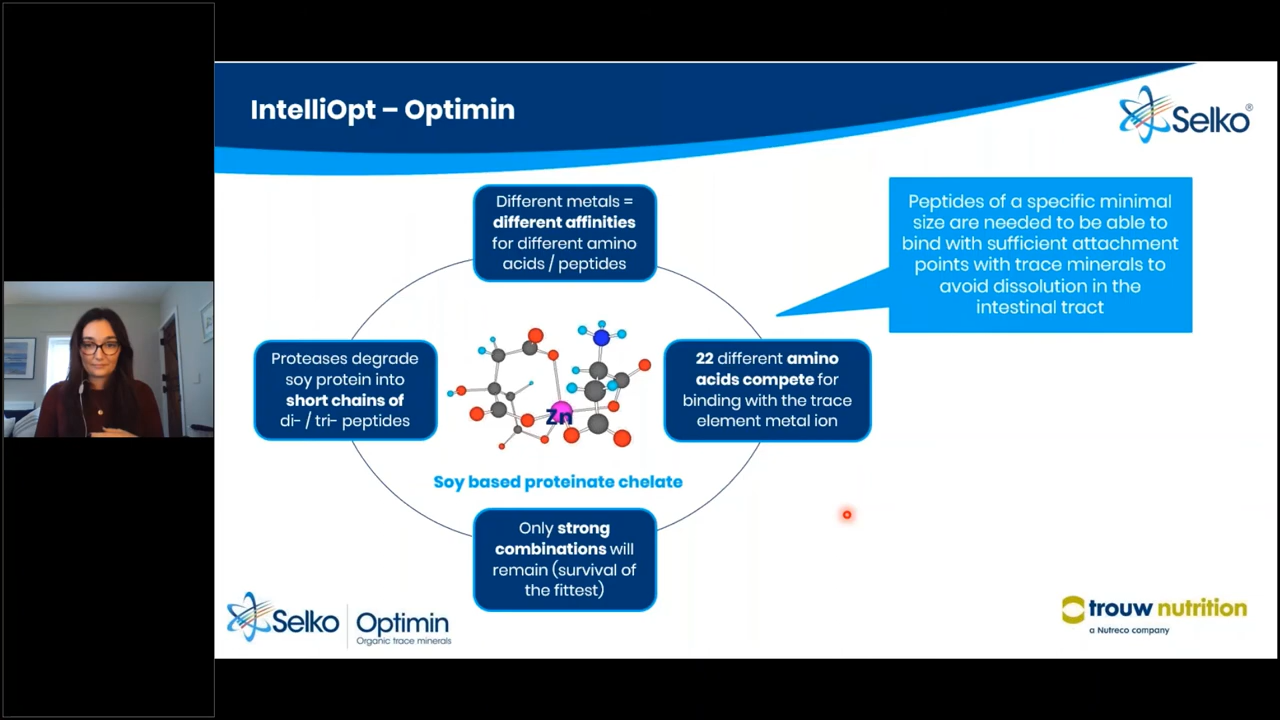 IntelliOpt – Optimin
Selko®
Different metals =
different affinities
for different amino
acids / peptides
Peptides of a specific minimal
size are needed to be able to
bind with sufficient attachment
points with trace minerals to
avoid dissolution in the
intestinal tract
Proteases degrade
soy protein into
short chains of
di- / tri- peptides
Zn
22 different amino
acids compete for
binding with the trace
element metal ion
Soy based proteinate chelate
Only strong
combinations will
remain (survival of
the fittest)
Selko
Optimin
Organic trace minerals
trouw nutrition
a Nutreco company